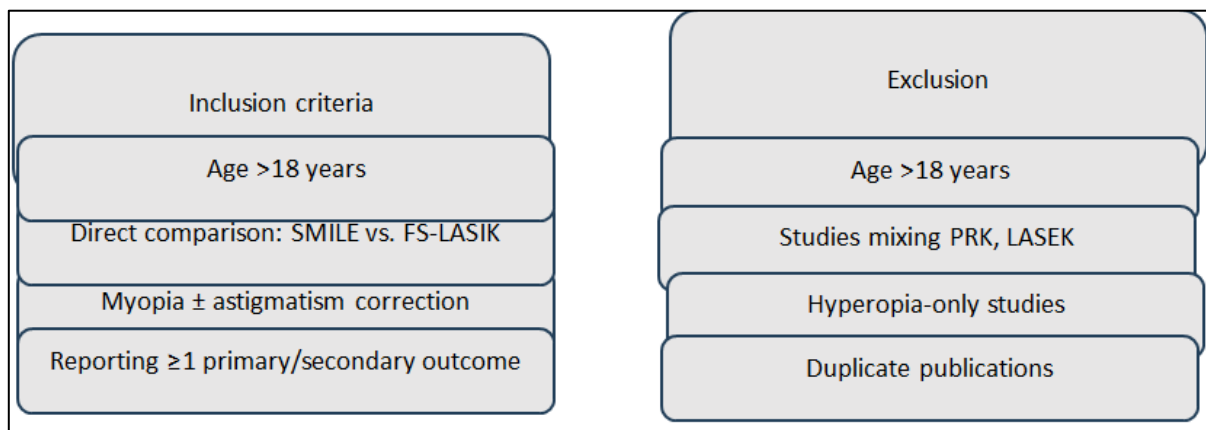 Inclusion criteria
Age >18 years
Direct comparison: SMILE vs. FS-LASIK
Myopia ± astigmatism correction
Reporting ≥1 primary/secondary outcome
Exclusion
Age >18 years
Studies mixing PRK, LASEK
Hyperopia-only studies
Duplicate publications